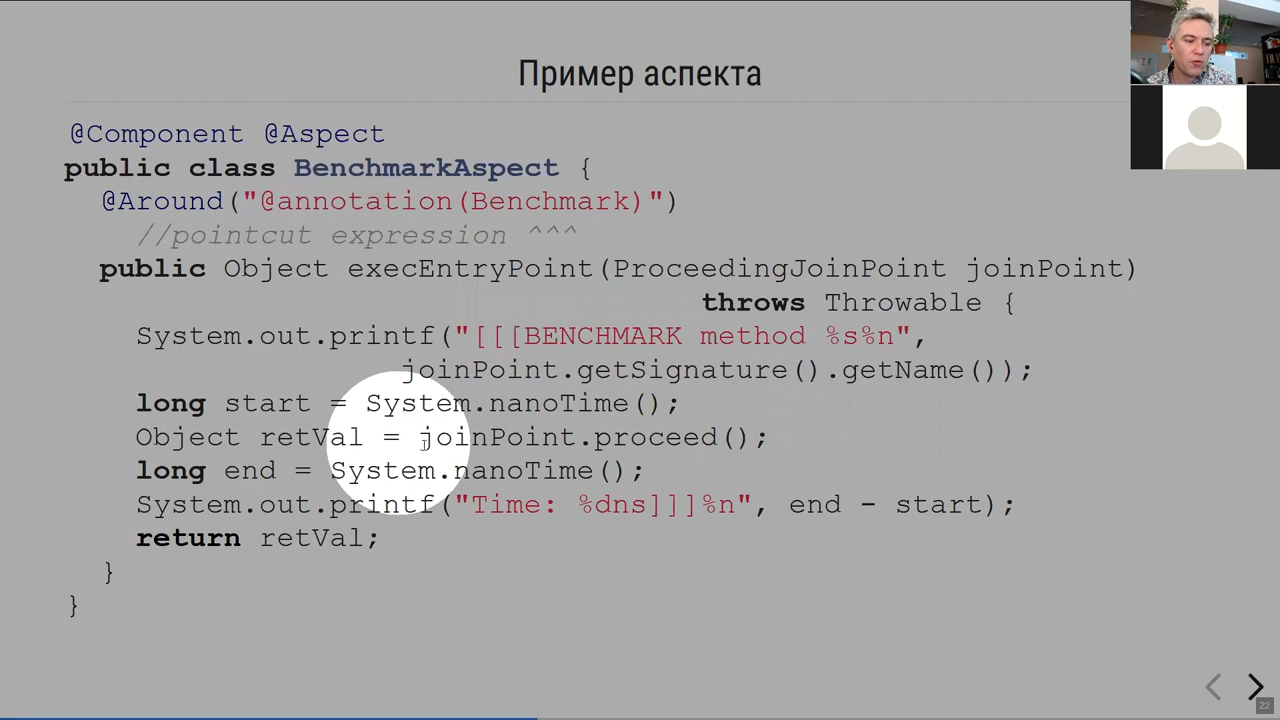 Пример аспекта
@Component @Aspect
public class BenchmarkAspect {
@Around("@annotation(Benchmark)")
//pointcut expression ^^^
public Object execEntryPoint(ProceedingJoinPoint joinPoint)
throws Throwable {
System.out.printf("[[[BENCHMARK method %s%n",
joinPoint.getSignature().getName());
long start = System.nanoTime();
Object retVal = joinPoint.proceed();
long end = System.nanoTime();
System.out.printf("Time: %dns]]]%n", end - start);
return retVal;
}
}
22